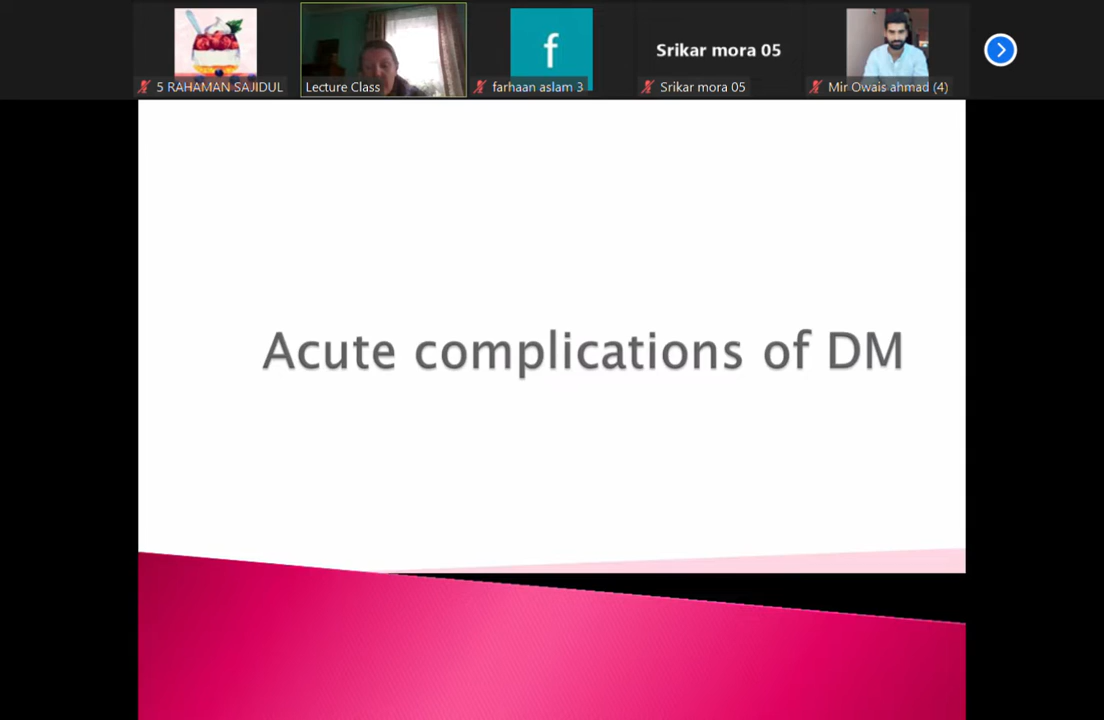 f
Srikar mora 05
5 RAHAMAN SAJIDUL
Lecture Class
farhaan aslam 3
Srikar mora 05
Mir Owais ahmad (4)
Acute complications of DM